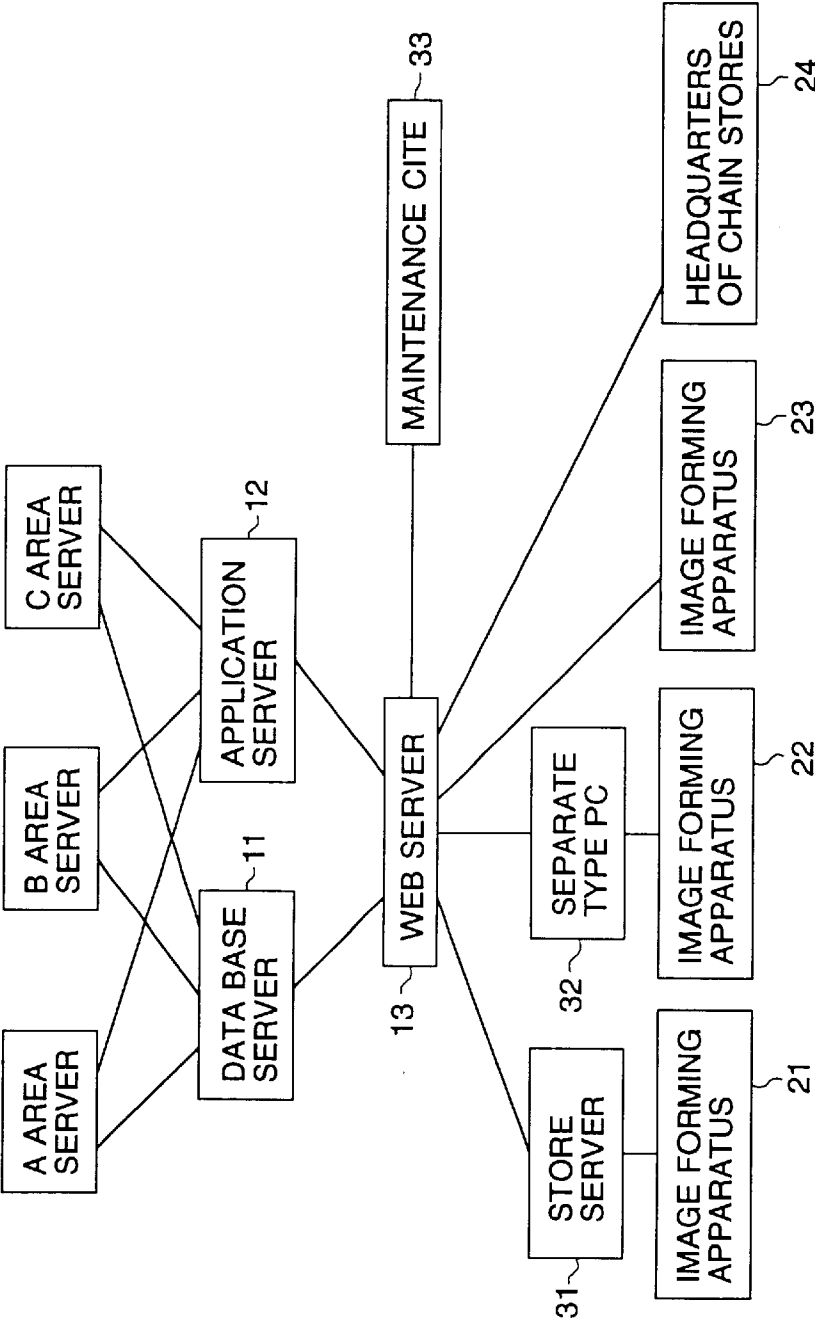 A AREA
SERVER
B AREA
SERVER
C AREA
SERVER
DATA BASE
SERVER
11
APPLICATION
SERVER
12
13
WEB SERVER
MAINTENANCE CITE
33
31
STORE
SERVER
32
SEPARATE
TYPE PC
IMAGE FORMING
APPARATUS
21
IMAGE FORMING
APPARATUS
22
IMAGE FORMING
APPARATUS
23
HEADQUARTERS
OF CHAIN STORES
24